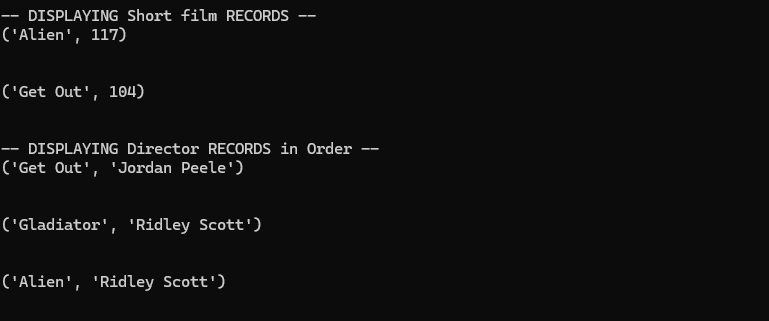 -- DISPLAYING Short film RECORDS --
('Alien', 117)
('Get Out', 104)
-- DISPLAYING Director RECORDS in Order --
('Get Out', 'Jordan Peele')
('Gladiator', 'Ridley Scott')
('Alien', 'Ridley Scott')